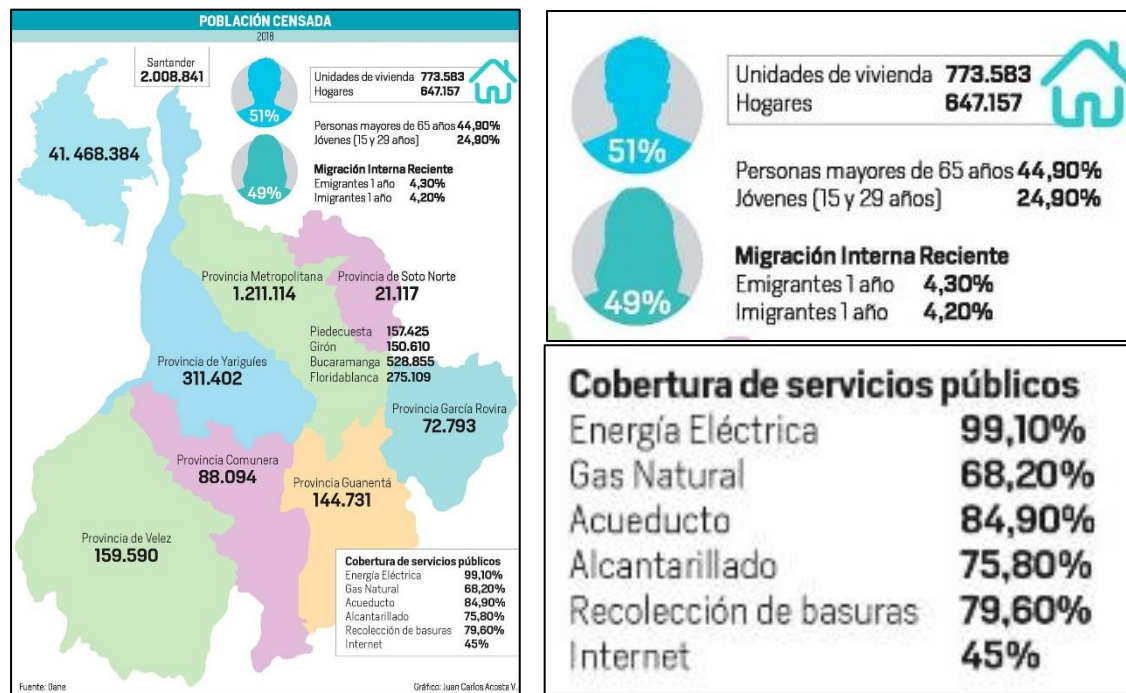 POBLACIÓN CENSADA
2018
Santander
2.008.841
41. 468.384
51%
49%
Unidades de vivienda 773.583
Hogares 647.157
Personas mayores de 65 años 44,90%
Jóvenes (15 y 29 años) 24,90%
Migración Interna Reciente
Emigrantes 1 año 4,30%
Imigrantes 1 año 4,20%
Provincia Metropolitana
1.211.114
Provincia de Soto Norte
21.117
Piedecuesta 157.425
Girón 150.610
Bucaramanga 528.855
Floridablanca 275.109
Provincia de Yariguíes
311.402
Provincia García Rovira
72.793
Provincia Comunera
88.094
Provincia Guanentá
144.731
Provincia de Velez
159.590
Cobertura de servicios públicos
Energía Eléctrica 99,10%
Gas Natural 68,20%
Acueducto 84,90%
Alcantarillado 75,80%
Recolección de basuras 79,60%
Internet 45%
Fuente: Dane
Gráfico: Juan Carlos Acosta V.
51%
49%
Unidades de vivienda 773.583
Hogares 647.157
Personas mayores de 65 años 44,90%
Jóvenes (15 y 29 años) 24,90%
Migración Interna Reciente
Emigrantes 1 año 4,30%
Imigrantes 1 año 4,20%
Cobertura de servicios públicos
Energía Eléctrica 99,10%
Gas Natural 68,20%
Acueducto 84,90%
Alcantarillado 75,80%
Recolección de basuras 79,60%
Internet 45%